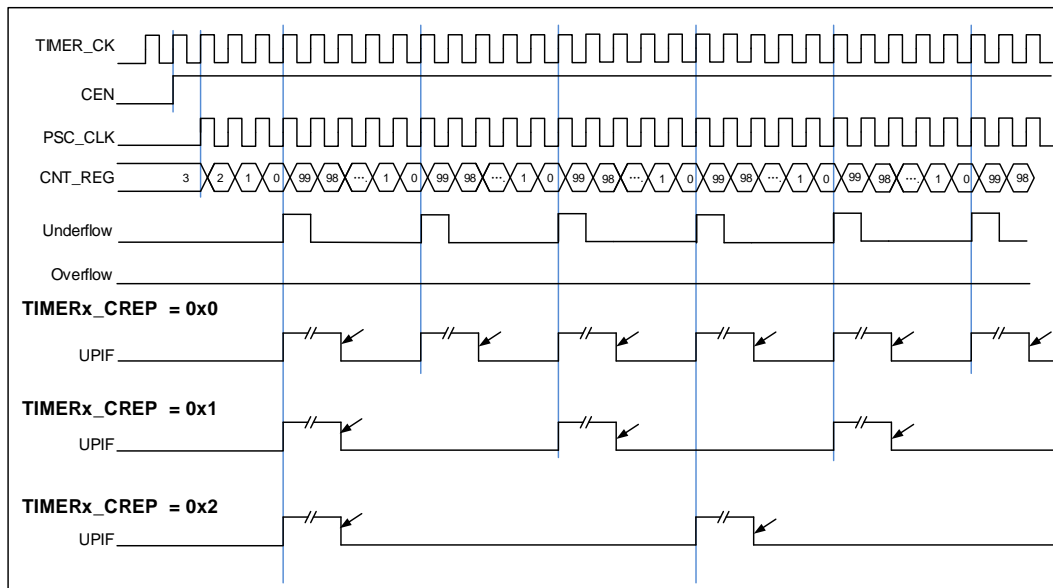 TIMER_CK
CEN
PSC_CLK
CNT_REG 3 2 1 0 99 98 .... 1 0 99 98 .... 1 0 99 98 .... 1 0 99 98 .... 1 0 99 98 .... 1 0 99 98
Underflow
Overflow
TIMERx_CREP = 0x0
UPIF
TIMERx_CREP = 0x1
UPIF
TIMERx_CREP = 0x2
UPIF